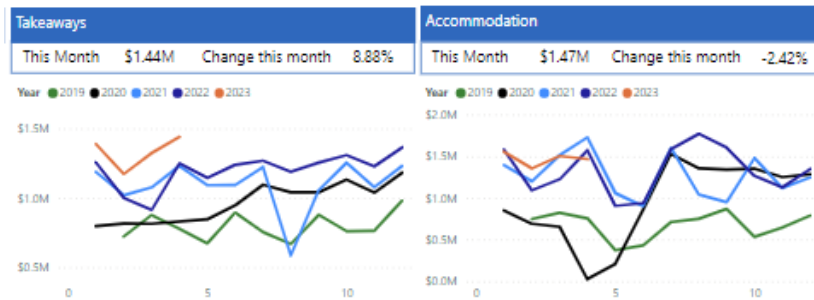 Takeaways
This Month $1.44M Change this month 8.88%
Year 2019 2020 2021 2022 2023
$1.5M
$1.0M
$0.5M
0 5 10
Accommodation
This Month $1.47M Change this month -2.42%
Year 2019 2020 2021 2022 2023
$2.0M
$1.5M
$1.0M
$0.5M
$0.0M
0 5 10